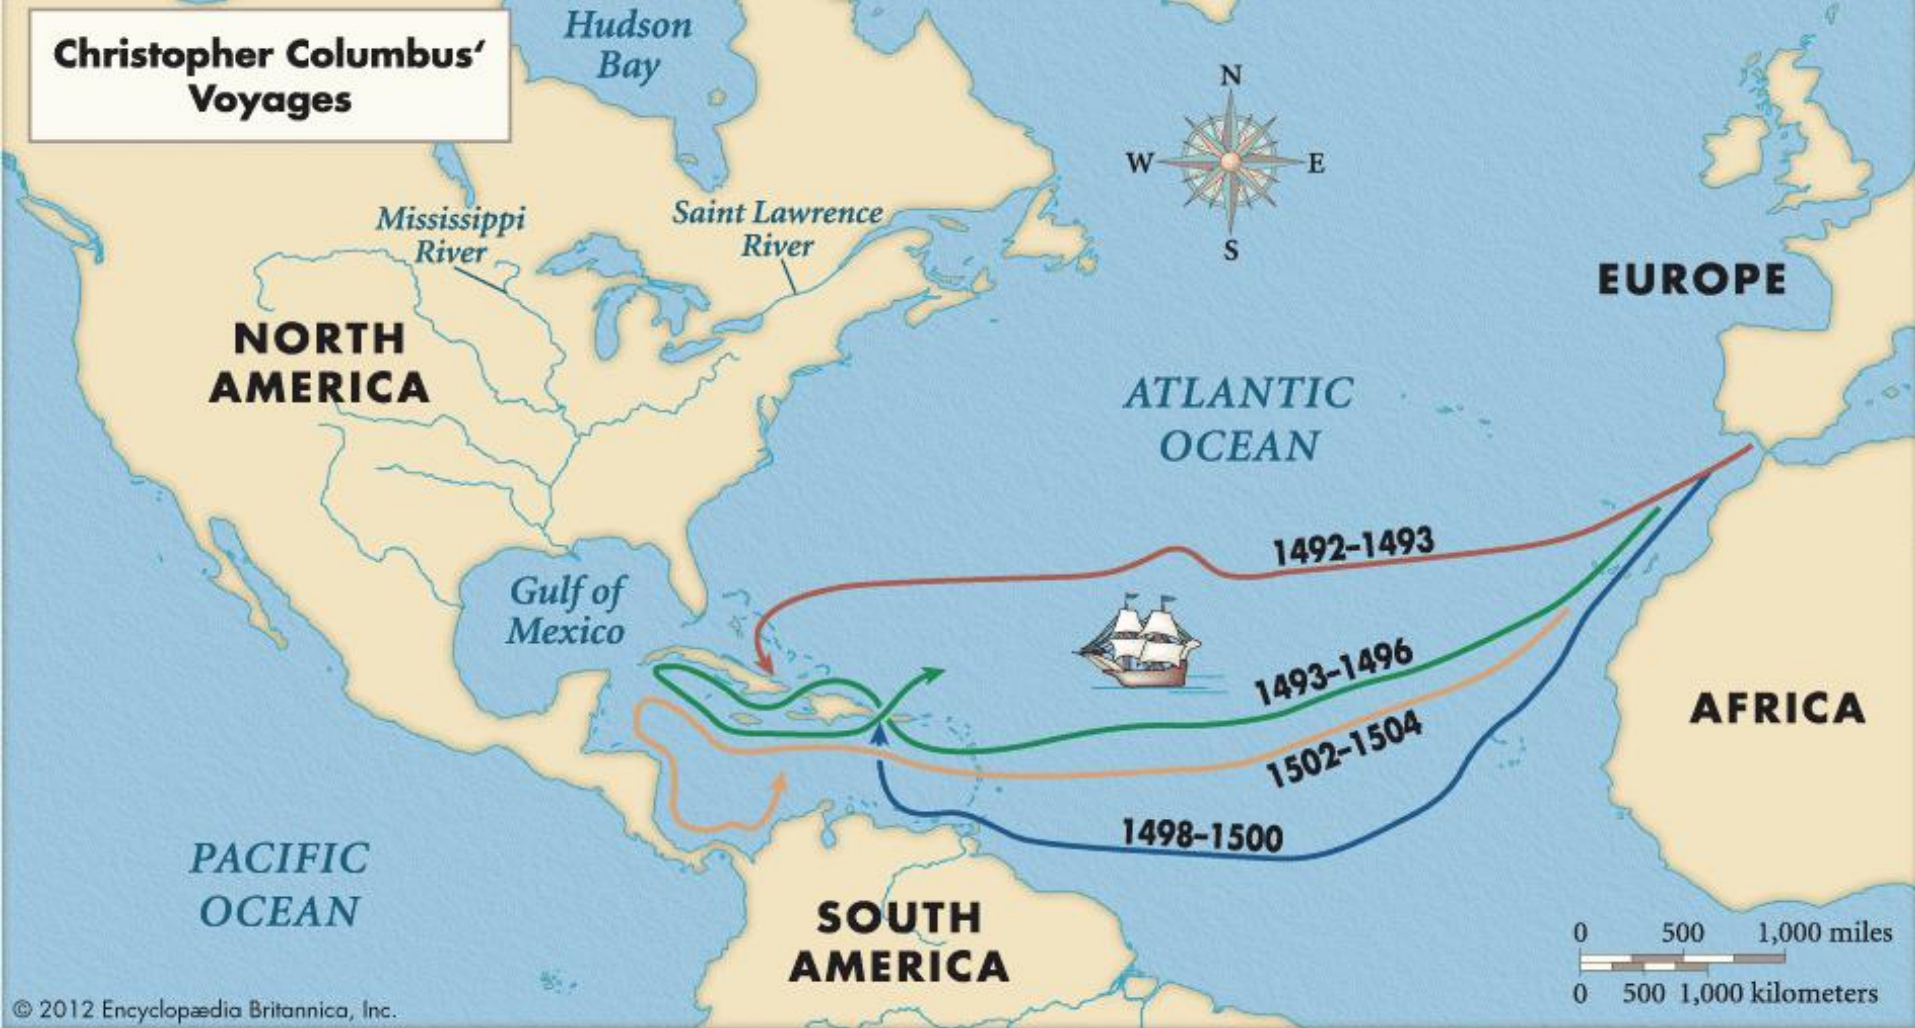 Christopher Columbus’
Voyages
Hudson
Bay
N
W
E
S
Mississippi
River
Saint Lawrence
River
EUROPE
NORTH
AMERICA
ATLANTIC
OCEAN
1492–1493
Gulf of
Mexico
1493–1496
AFRICA
1502–1504
1498–1500
PACIFIC
OCEAN
SOUTH
AMERICA
0 500 1,000 miles
0 500 1,000 kilometers
© 2012 Encyclopædia Britannica, Inc.